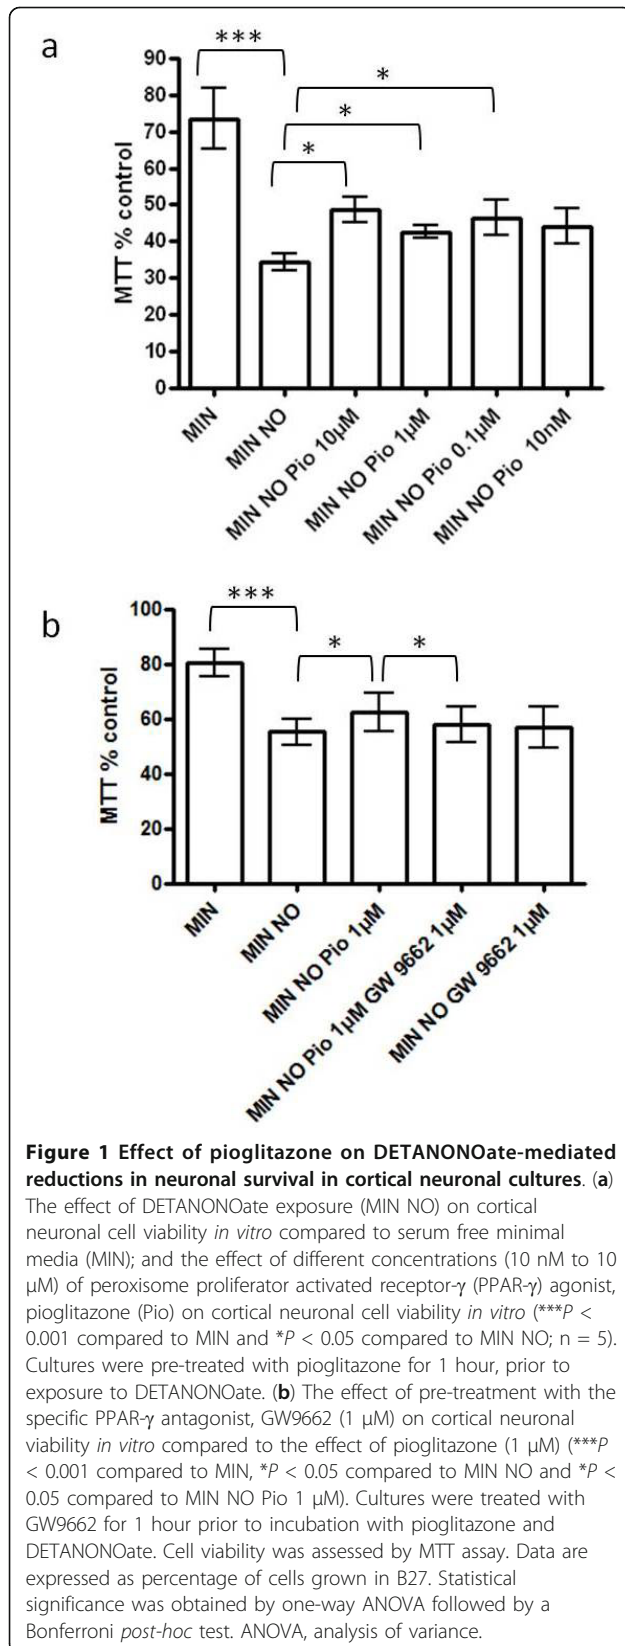 a
***
*
*
*
MTT % control
90
80
70
60
50
40
30
20
10
0
MIN
MIN NO
MIN NO Pio 10µM
MIN NO Pio 1µM
MIN NO Pio 0.1µM
MIN NO Pio 10nM
b
***
*
*
MTT % control
100
80
60
40
20
0
MIN
MIN NO
MIN NO Pio 1µM
MIN NO Pio 1µM GW 9662 1µM
MIN NO GW 9662 1µM
Figure 1 Effect of pioglitazone on DETANONOate-mediated
reductions in neuronal survival in cortical neuronal cultures. (a)
The effect of DETANONOate exposure (MIN NO) on cortical
neuronal cell viability in vitro compared to serum free minimal
media (MIN); and the effect of different concentrations (10 nM to 10
µM) of peroxisome proliferator activated receptor-γ (PPAR-γ) agonist,
pioglitazone (Pio) on cortical neuronal cell viability in vitro (***P <
0.001 compared to MIN and *P < 0.05 compared to MIN NO; n = 5).
Cultures were pre-treated with pioglitazone for 1 hour, prior to
exposure to DETANONOate. (b) The effect of pre-treatment with the
specific PPAR-γ antagonist, GW9662 (1 µM) on cortical neuronal
viability in vitro compared to the effect of pioglitazone (1 µM) (***P
< 0.001 compared to MIN, *P < 0.05 compared to MIN NO and *P <
0.05 compared to MIN NO Pio 1 µM). Cultures were treated with
GW9662 for 1 hour prior to incubation with pioglitazone and
DETANONOate. Cell viability was assessed by MTT assay. Data are
expressed as percentage of cells grown in B27. Statistical
significance was obtained by one-way ANOVA followed by a
Bonferroni post-hoc test. ANOVA, analysis of variance.